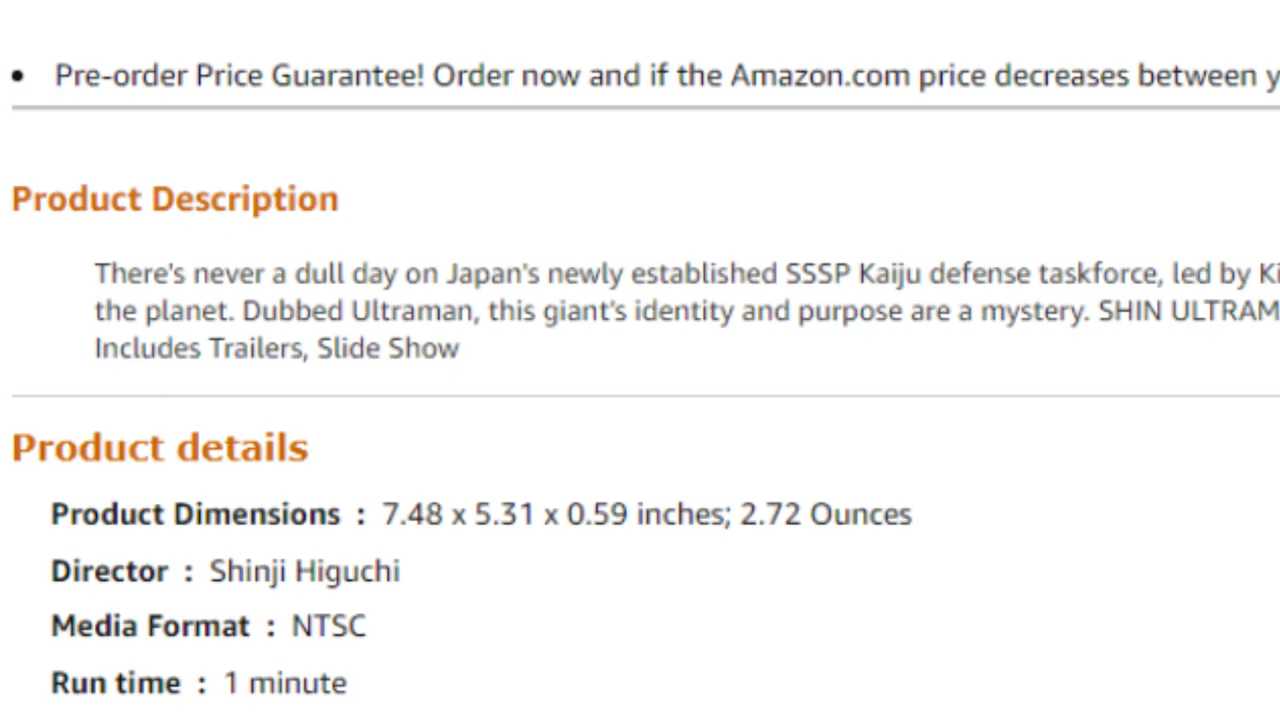 • Pre-order Price Guarantee! Order now and if the Amazon.com price decreases between
Product Description
There's never a dull day on Japan's newly established SSSP Kaiju defense taskforce, led by
the planet. Dubbed Ultraman, this giant's identity and purpose are a mystery. SHIN ULTRAM
Includes Trailers, Slide Show
Product details
Product Dimensions : 7.48 x 5.31 x 0.59 inches; 2.72 Ounces
Director : Shinji Higuchi
Media Format : NTSC
Run time : 1 minute